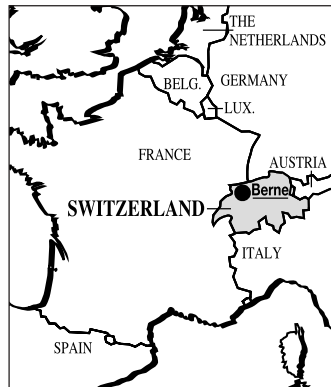 THE
NETHERLANDS
BELG.
GERMANY
LUX.
FRANCE
AUSTRIA
Berne
SWITZERLAND
ITALY
SPAIN